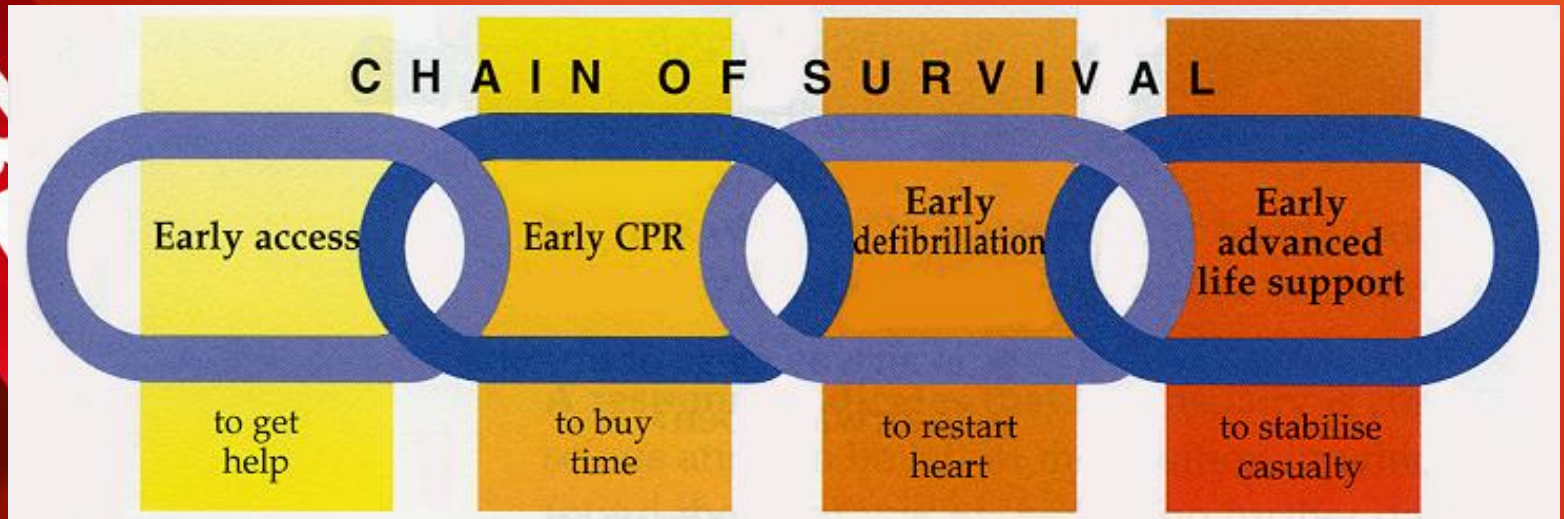 CHAIN OF SURVIVAL
Early access
Early CPR
Early
defibrillation
Early
advanced
life support
to get
help
to buy
time
to restart
heart
to stabilise
casualty